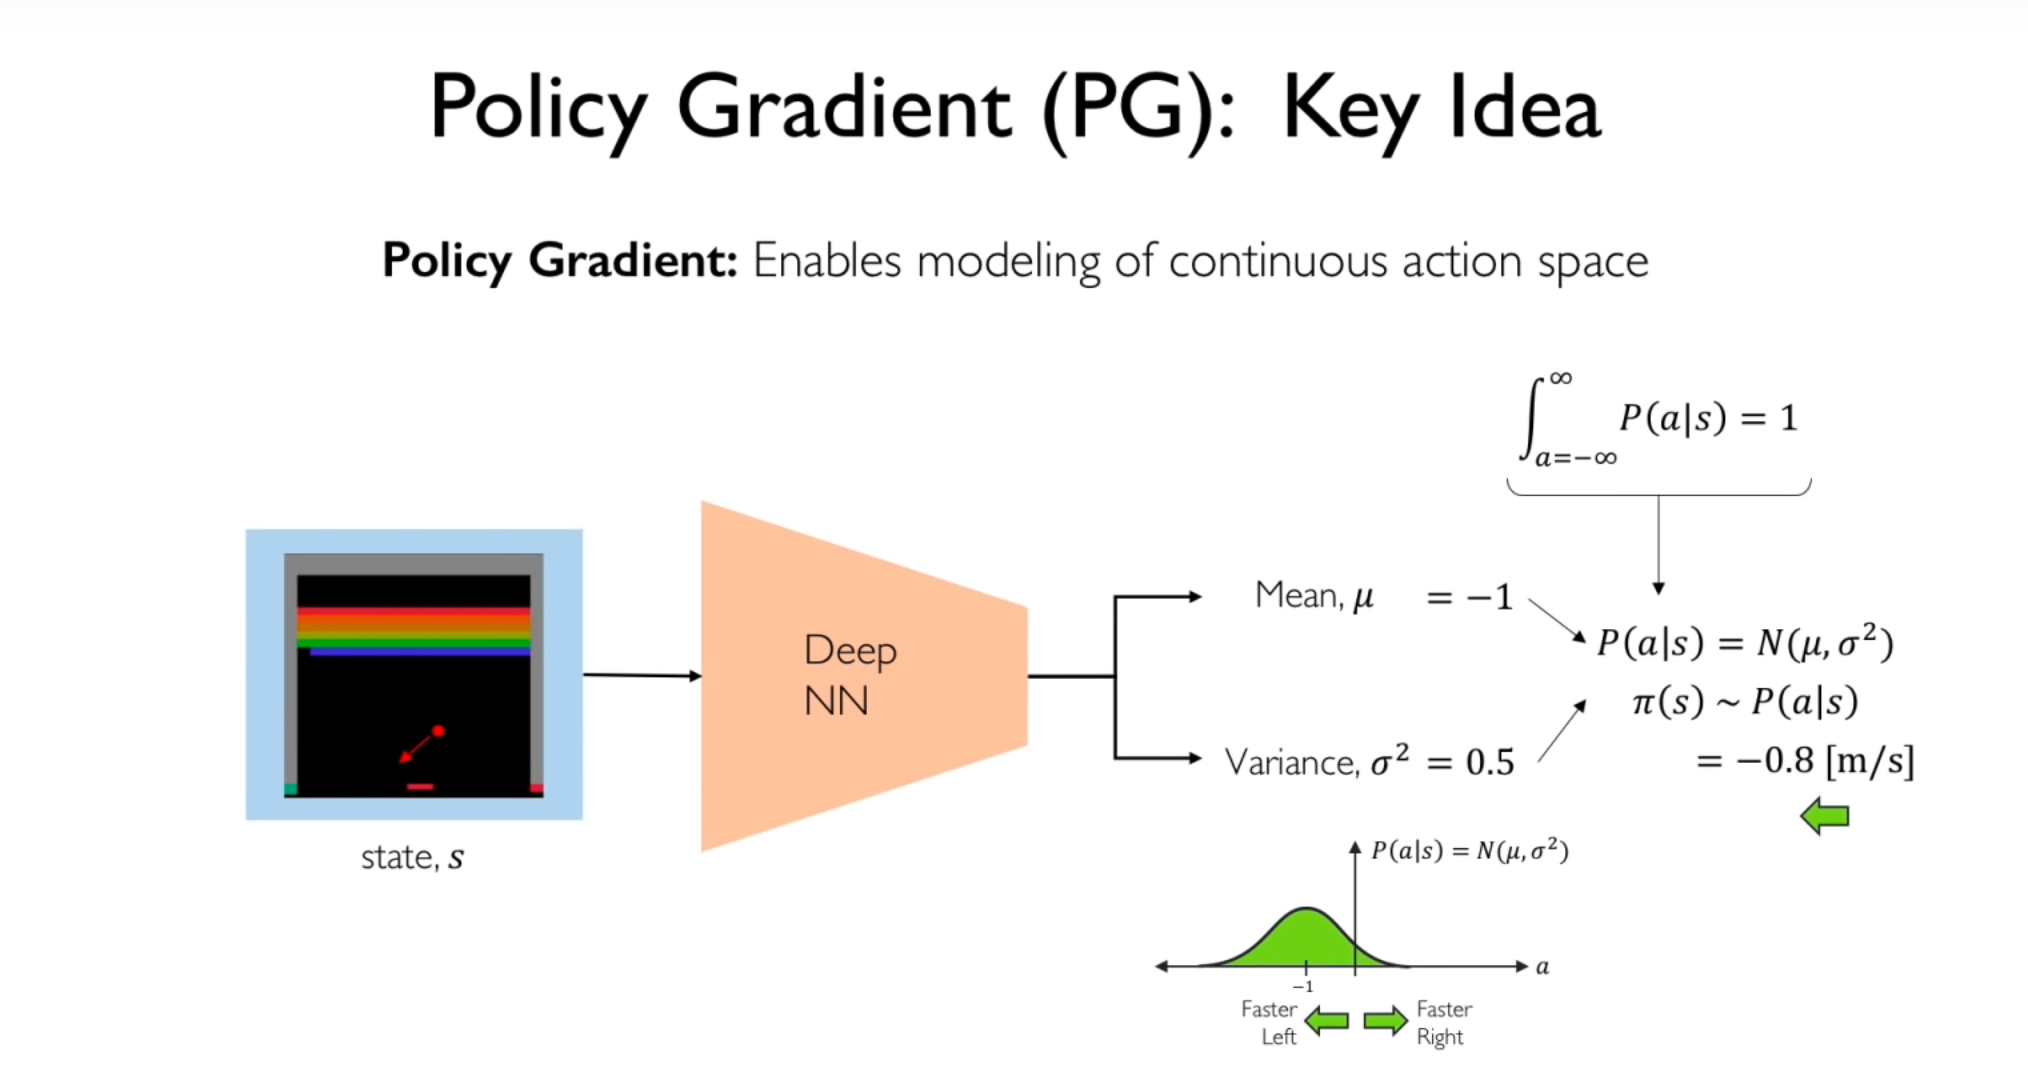 Policy Gradient (PG): Key Idea
Policy Gradient: Enables modeling of continuous action space
∫_{a=−∞}^{∞} P(a|s) = 1
state, s
Deep
NN
Mean, μ = −1
Variance, σ² = 0.5
P(a|s) = N(μ, σ²)
π(s) ~ P(a|s)
= −0.8 [m/s]
P(a|s) = N(μ, σ²)
a
−1
Faster
Left
Faster
Right